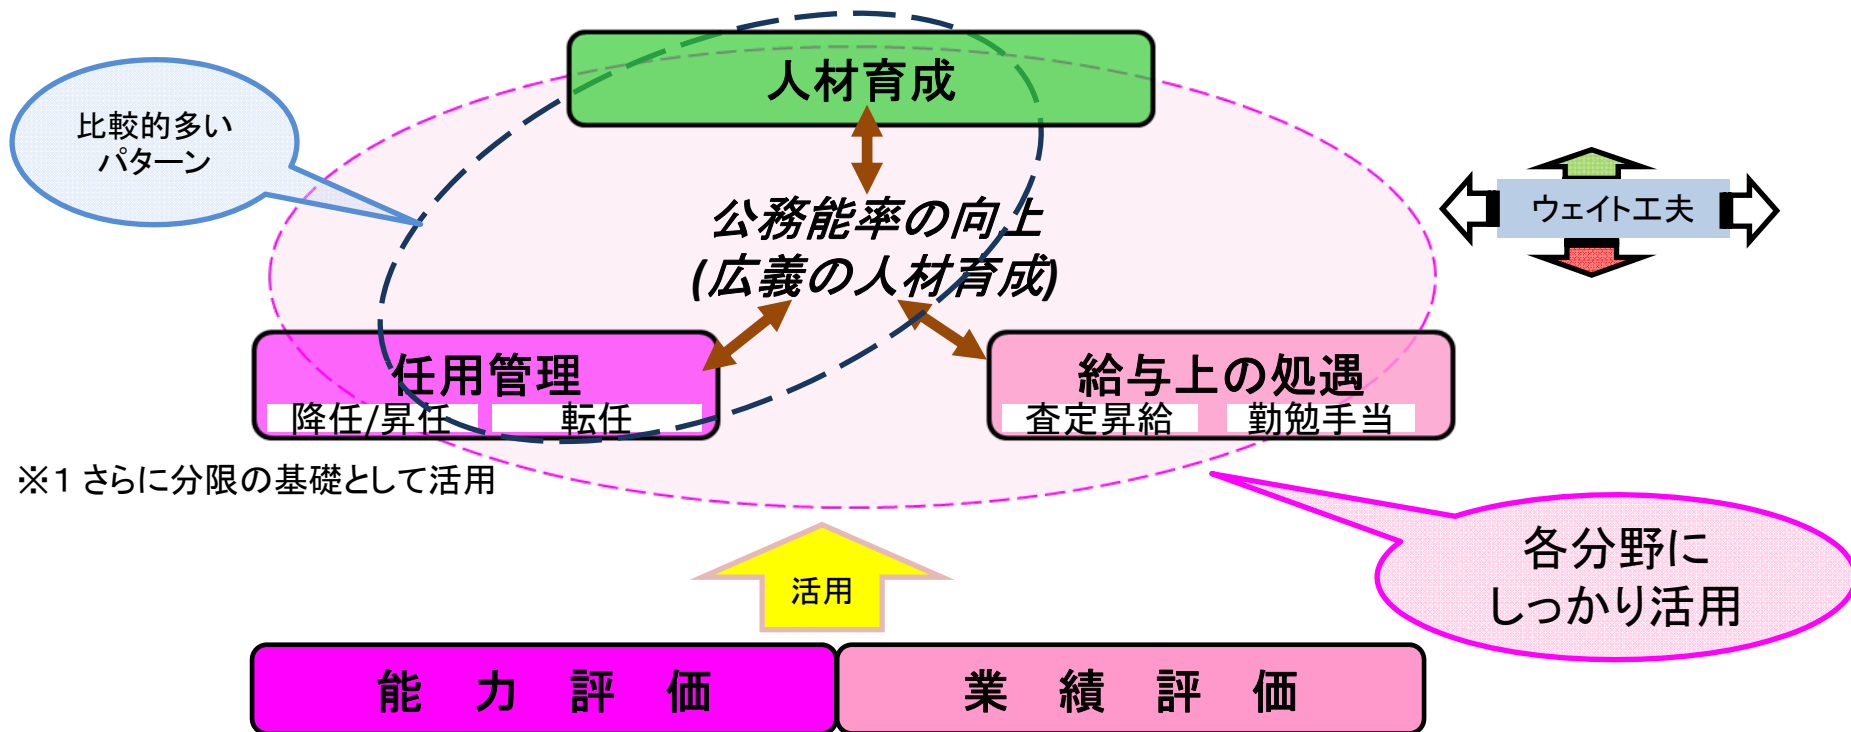 人材育成
比較的多い
パターン
ウェイト工夫
公務能率の向上
(広義の人材育成)
任用管理
降任/昇任 転任
給与上の処遇
査定昇給 勤勉手当
※1 さらに分限の基礎として活用
各分野に
しっかり活用
活用
能 力 評 価
業 績 評 価